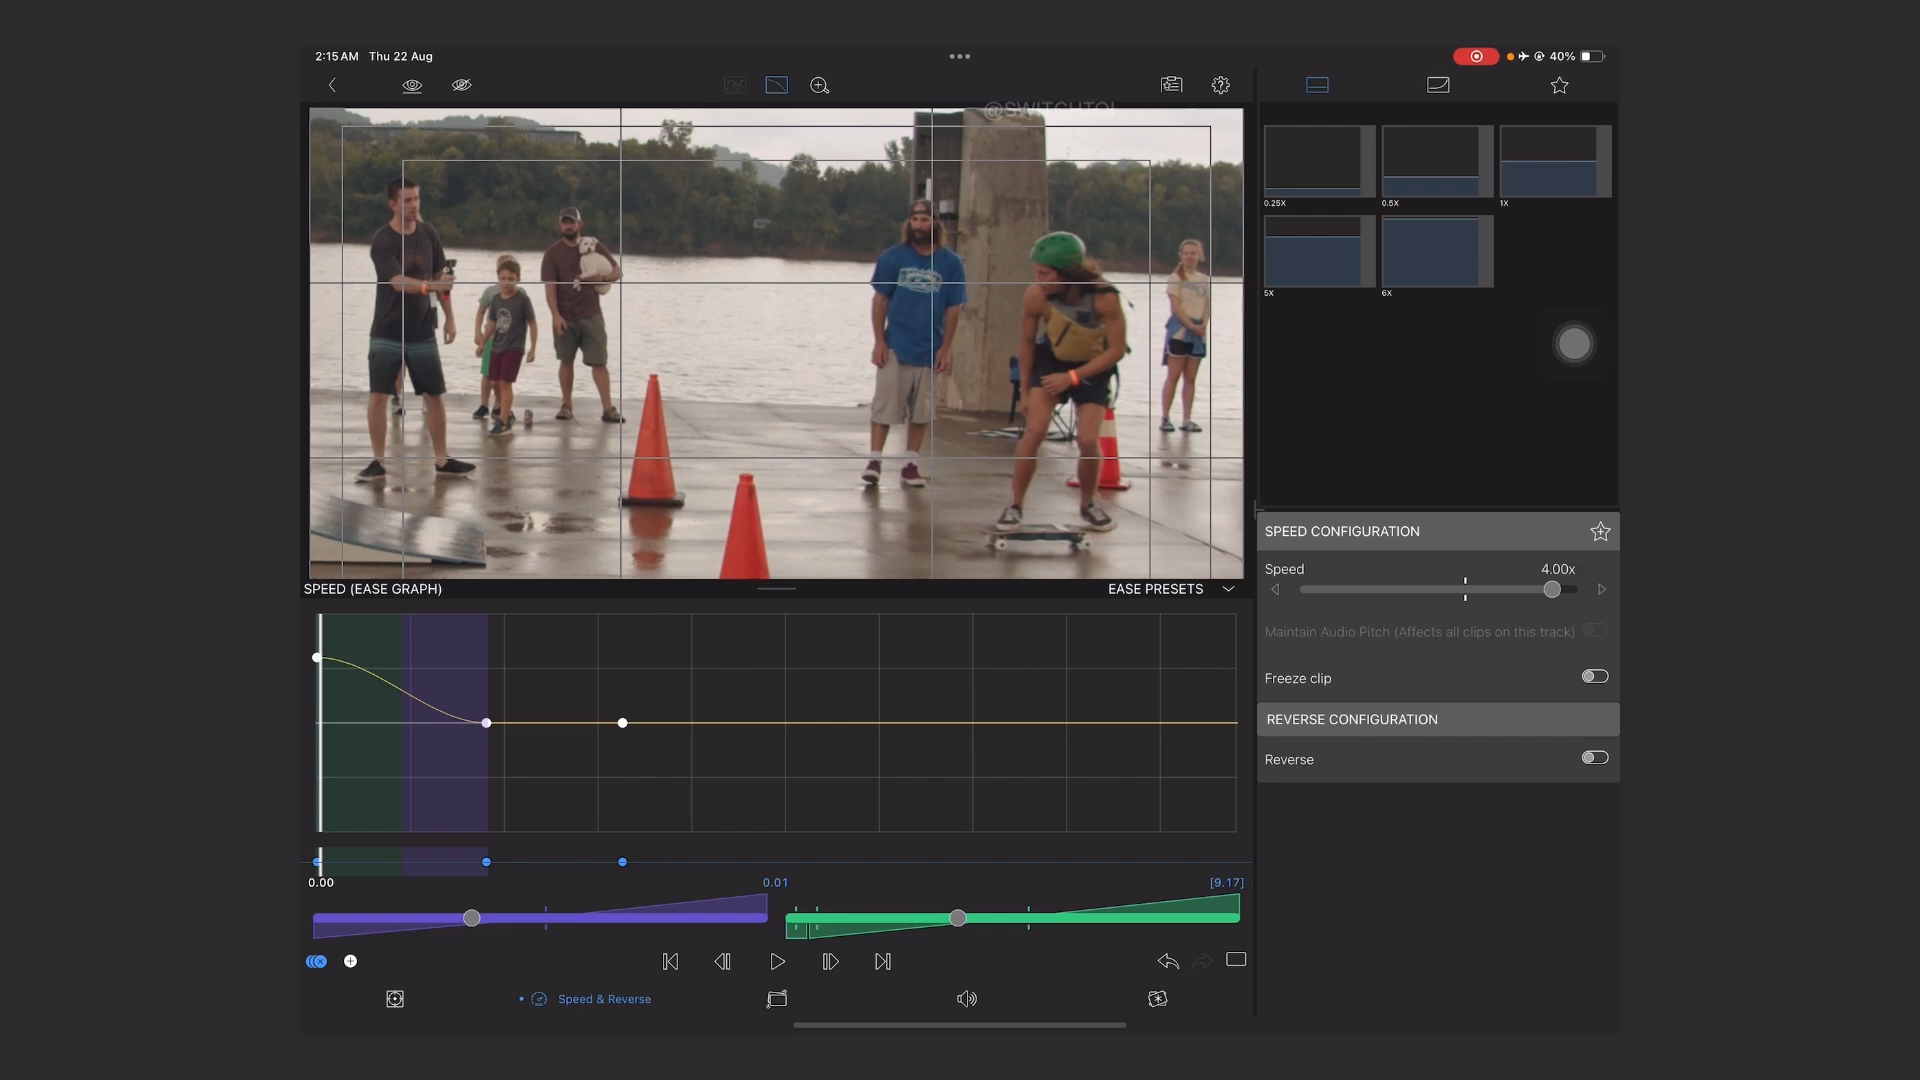 2:15 AM Thu 22 Aug
40%
@SWITCHTOI
0.25X
0.5X
1X
5X
6X
SPEED CONFIGURATION
Speed
4.00x
Maintain Audio Pitch (Affects all clips on this track)
Freeze clip
REVERSE CONFIGURATION
Reverse
SPEED (EASE GRAPH)
EASE PRESETS
0.00
0.01
[9.17]
Speed & Reverse